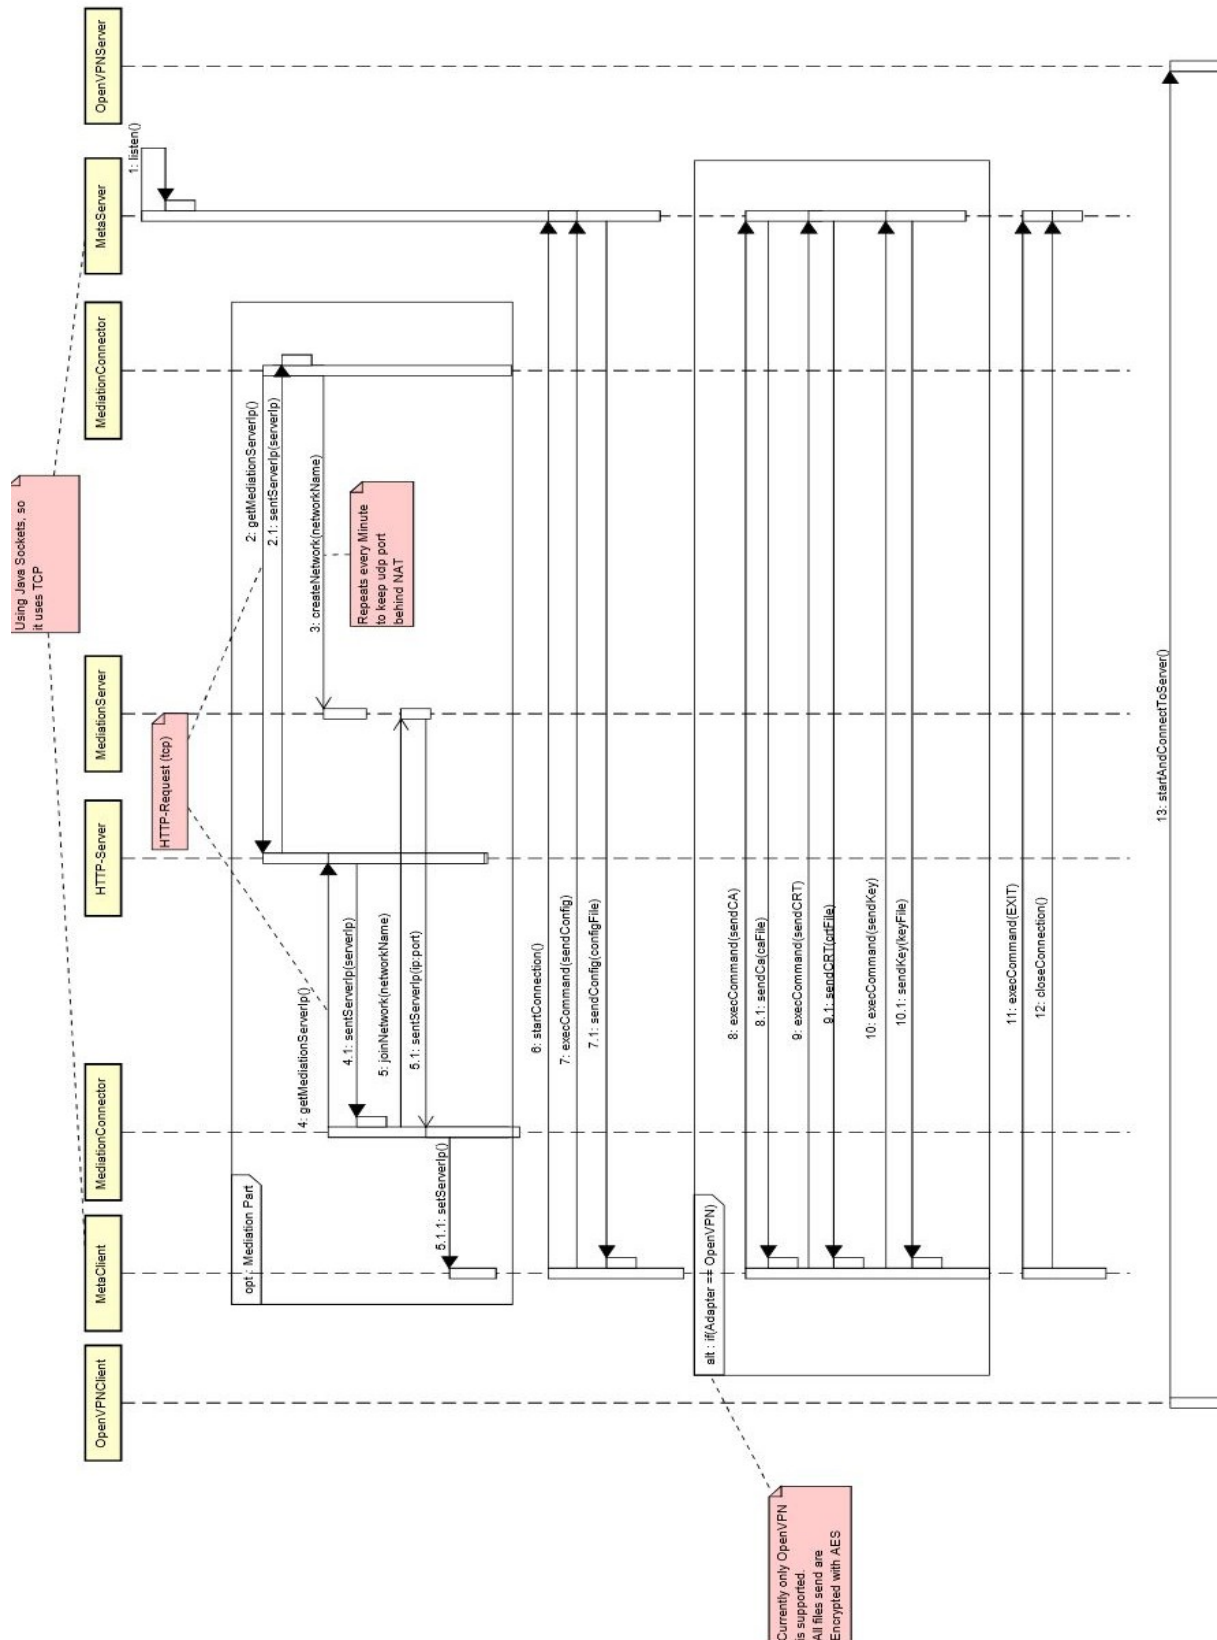 OpenVPNClient
MetaClient
MediationConnector
HTTP-Server
MediationServer
MediationConnector
MetaServer
OpenVPNServer
Using Java Sockets, so
it uses TCP
1: listen()
HTTP-Request (tcp)
opt : Mediation Part
2: getMediationServerIp()
2.1: sentServerIp(serverIp)
3: createNetwork(networkName)
Repeats every Minute
to keep udp port
behind NAT
4: getMediationServerIp()
4.1: sentServerIp(serverIp)
5: joinNetwork(networkName)
5.1: sentServerIp(ip:port)
5.1.1: setServerIp()
6: startConnection()
7: execCommand(sendConfig)
7.1: sendConfig(configFile)
alt : if(Adapter == OpenVPN)
Currently only OpenVPN
is supported.
All files send are
Encrypted with AES
8: execCommand(sendCA)
8.1: sendCa(caFile)
9: execCommand(sendCRT)
9.1: sendCRT(crtFile)
10: execCommand(sendKey)
10.1: sendKey(keyFile)
11: execCommand(EXIT)
12: closeConnection()
13: startAndConnectToServer()